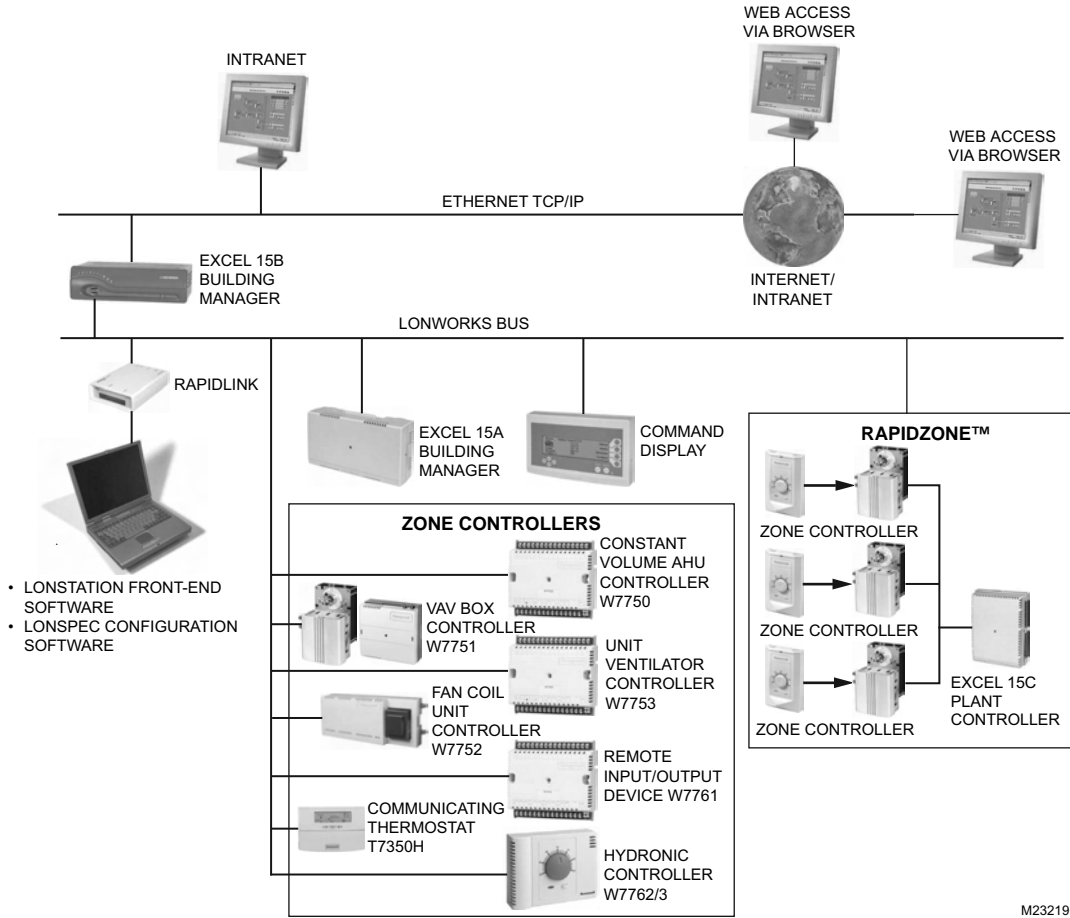 WEB ACCESS
VIA BROWSER
INTRANET
WEB ACCESS
VIA BROWSER
ETHERNET TCP/IP
EXCEL 15B
BUILDING
MANAGER
INTERNET/
INTRANET
LONWORKS BUS
RAPIDLINK
EXCEL 15A
BUILDING
MANAGER
COMMAND
DISPLAY
• LONSTATION FRONT-END
SOFTWARE
• LONSPEC CONFIGURATION
SOFTWARE
ZONE CONTROLLERS
CONSTANT
VOLUME AHU
CONTROLLER
W7750
VAV BOX
CONTROLLER
W7751
UNIT
VENTILATOR
CONTROLLER
W7753
FAN COIL
UNIT
CONTROLLER
W7752
REMOTE
INPUT/OUTPUT
DEVICE W7761
COMMUNICATING
THERMOSTAT
T7350H
HYDRONIC
CONTROLLER
W7762/3
RAPIDZONE™
ZONE CONTROLLER
ZONE CONTROLLER
ZONE CONTROLLER
EXCEL 15C
PLANT
CONTROLLER
M23219